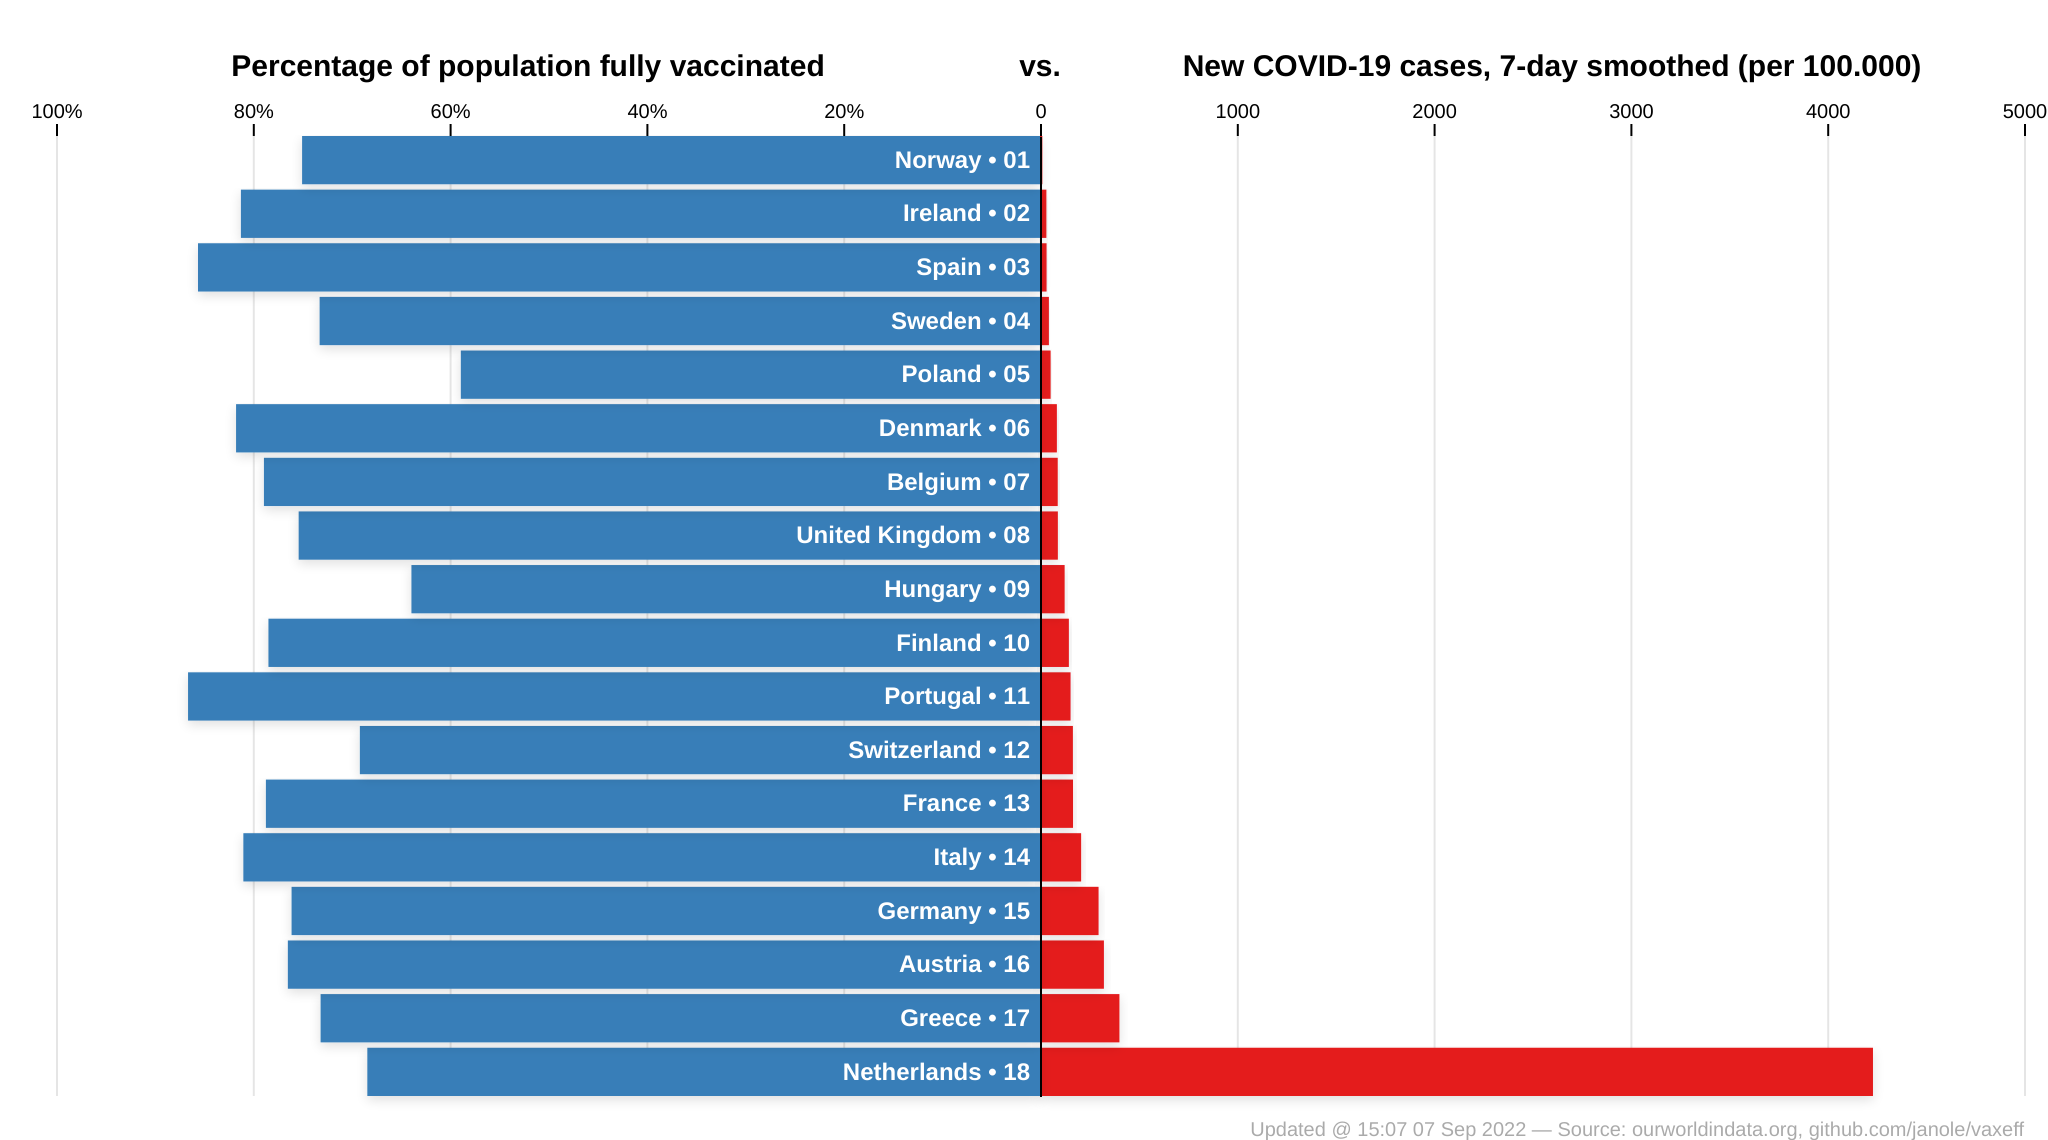 Percentage of population fully vaccinated vs. New COVID-19 cases, 7-day smoothed (per 100.000)
100% 80% 60% 40% 20% 0 1000 2000 3000 4000 5000
Norway • 01
Ireland • 02
Spain • 03
Sweden • 04
Poland • 05
Denmark • 06
Belgium • 07
United Kingdom • 08
Hungary • 09
Finland • 10
Portugal • 11
Switzerland • 12
France • 13
Italy • 14
Germany • 15
Austria • 16
Greece • 17
Netherlands • 18
Updated @ 15:07 07 Sep 2022 — Source: ourworldindata.org, github.com/janole/vaxeff